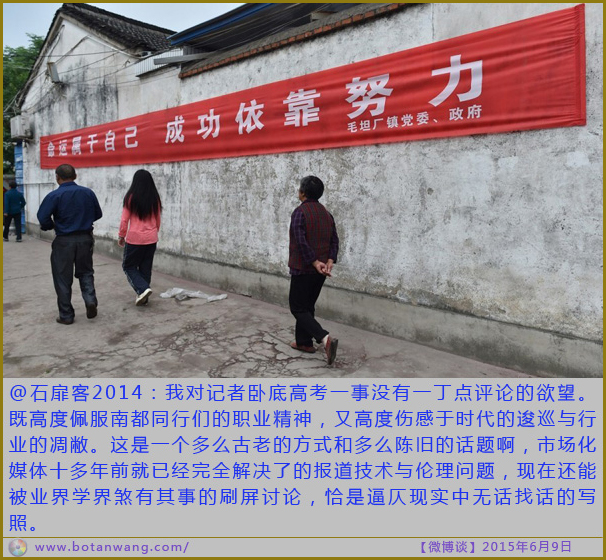 命运属于自己 成功依靠努力
毛坦厂镇党委、政府
@石扉客2014：我对记者卧底高考一事没有一丁点评论的欲望。
既高度佩服南都同行们的职业精神，又高度伤感于时代的逡巡与行
业的凋敝。这是一个多么古老的方式和多么陈旧的话题啊，市场化
媒体十多年前就已经完全解决了的报道技术与伦理问题，现在还能
被业界学界煞有其事的刷屏讨论，恰是逼仄现实中无话找话的写
照。
www.botanwang.com/ 【微博谈】2015年6月9日